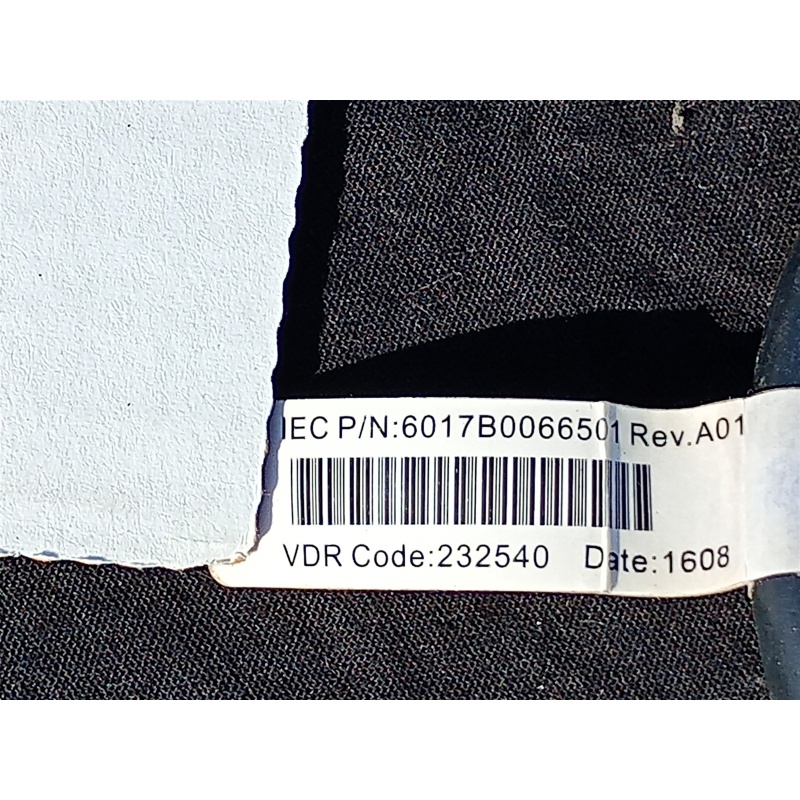 IEC P/N:6017B0066501 Rev.A01
VDR Code:232540 Date:1608